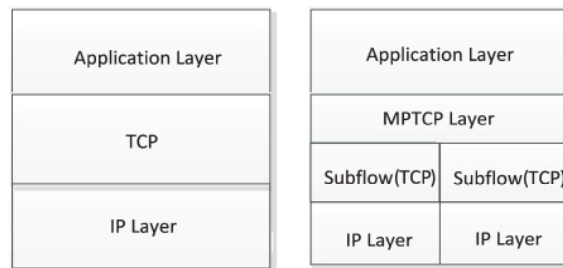 Application Layer
TCP
IP Layer
Application Layer
MPTCP Layer
Subflow(TCP) Subflow(TCP)
IP Layer IP Layer